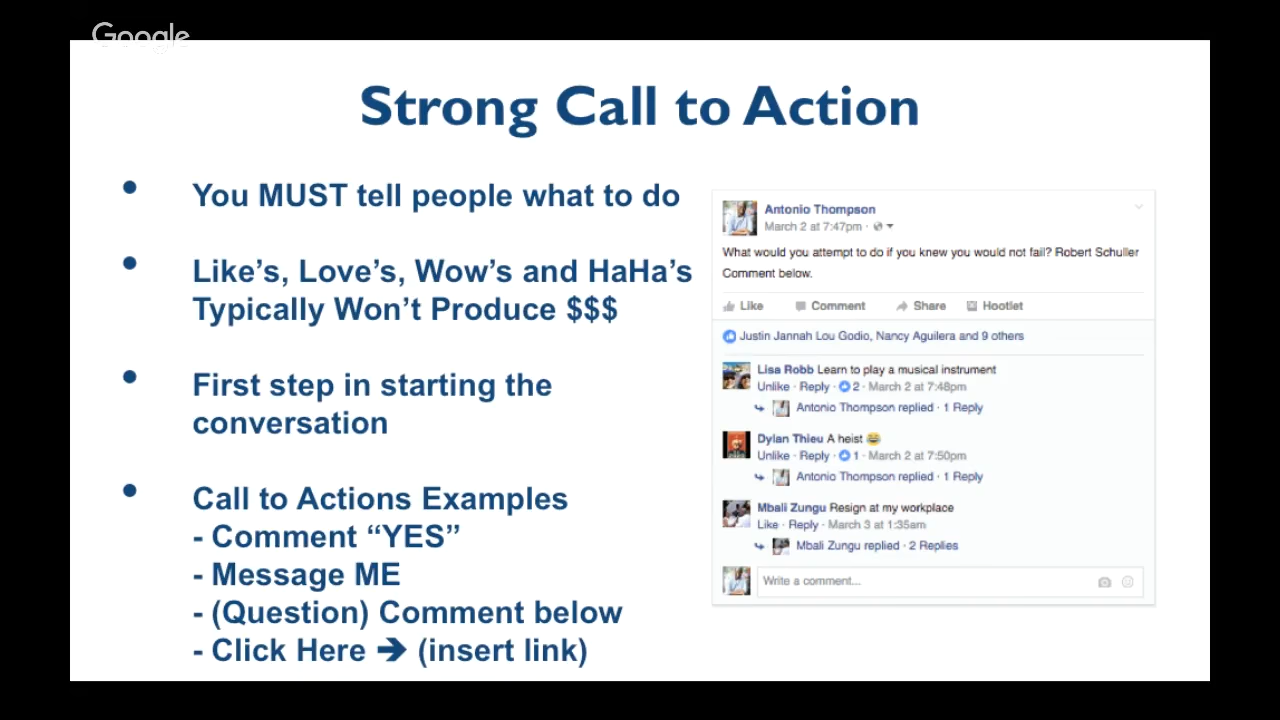 Google
Strong Call to Action
• You MUST tell people what to do
• Like's, Love's, Wow's and HaHa's
Typically Won't Produce $$$
• First step in starting the
conversation
• Call to Actions Examples
- Comment “YES”
- Message ME
- (Question) Comment below
- Click Here ➔ (insert link)
Antonio Thompson
March 2 at 7:47pm ·
What would you attempt to do if you knew you would not fail? Robert Schuller
Comment below.
Like Comment Share Hootlet
Justin Jannah Lou Godio, Nancy Aguilera and 9 others
Lisa Robb Learn to play a musical instrument
Unlike · Reply · 2 · March 2 at 7:48pm
Antonio Thompson replied · 1 Reply
Dylan Thieu A heist 😂
Unlike · Reply · 1 · March 2 at 7:50pm
Antonio Thompson replied · 1 Reply
Mbali Zungu Resign at my workplace
Like · Reply · March 3 at 1:35am
Mbali Zungu replied · 2 Replies
Write a comment...